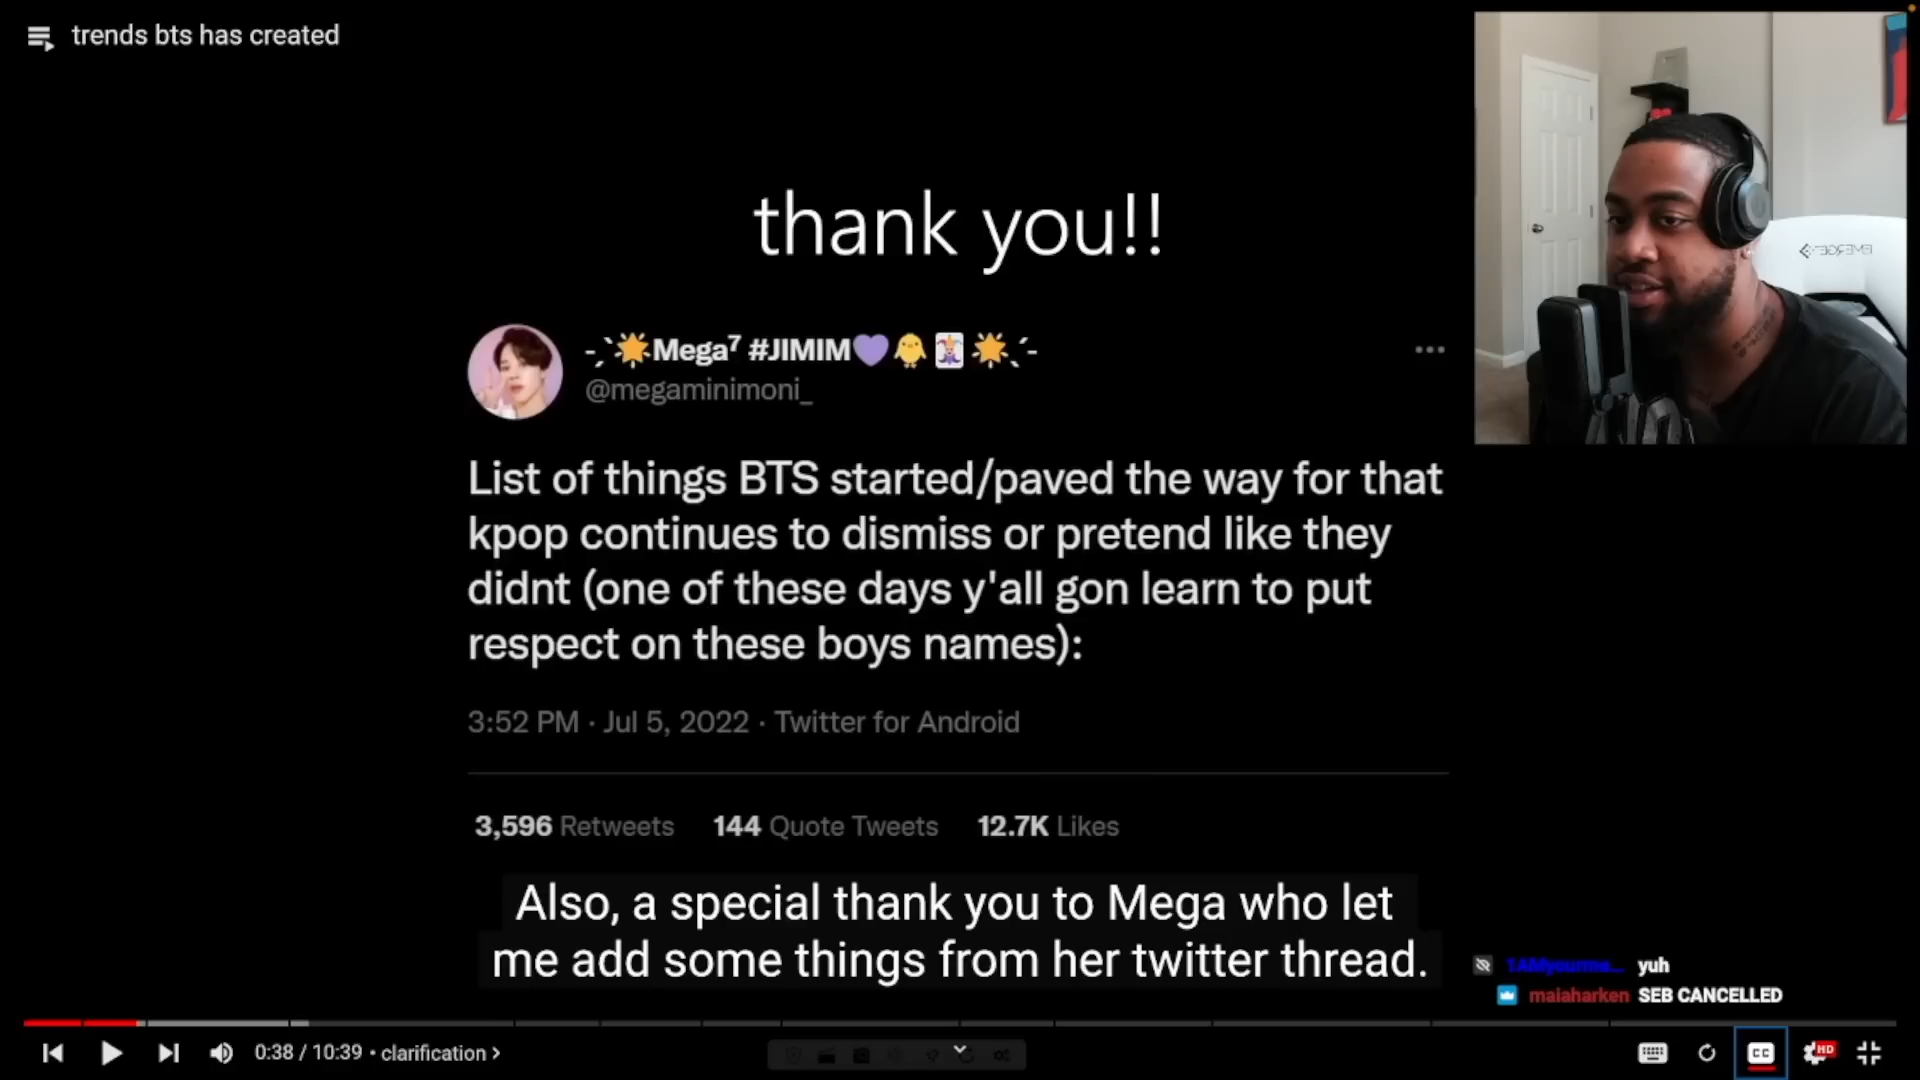 trends bts has created
thank you!!
Mega⁷ #JIMIM
@megaminimoni_
List of things BTS started/paved the way for that
kpop continues to dismiss or pretend like they
didnt (one of these days y'all gon learn to put
respect on these boys names):
3:52 PM · Jul 5, 2022 · Twitter for Android
3,596 Retweets 144 Quote Tweets 12.7K Likes
Also, a special thank you to Mega who let
me add some things from her twitter thread.
yuh
maiaharken SEB CANCELLED
0:38 / 10:39 • clarification >
CC
HD
EMERGE